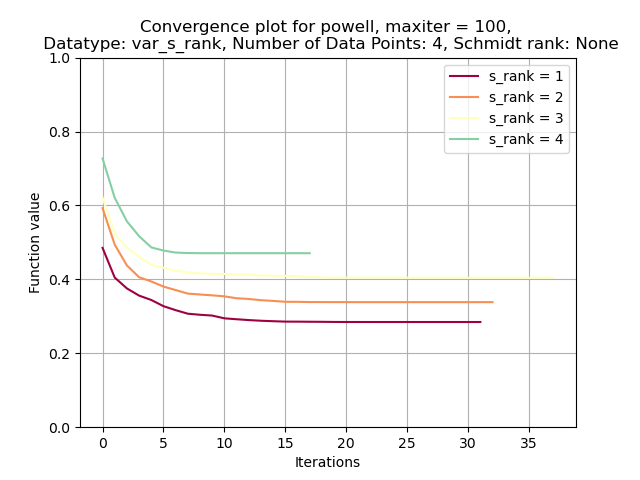 Convergence plot for powell, maxiter = 100,
Datatype: var_s_rank, Number of Data Points: 4, Schmidt rank: None
1.0
0.8
0.6
0.4
0.2
0.0
Function value
s_rank = 1
s_rank = 2
s_rank = 3
s_rank = 4
0 5 10 15 20 25 30 35
Iterations